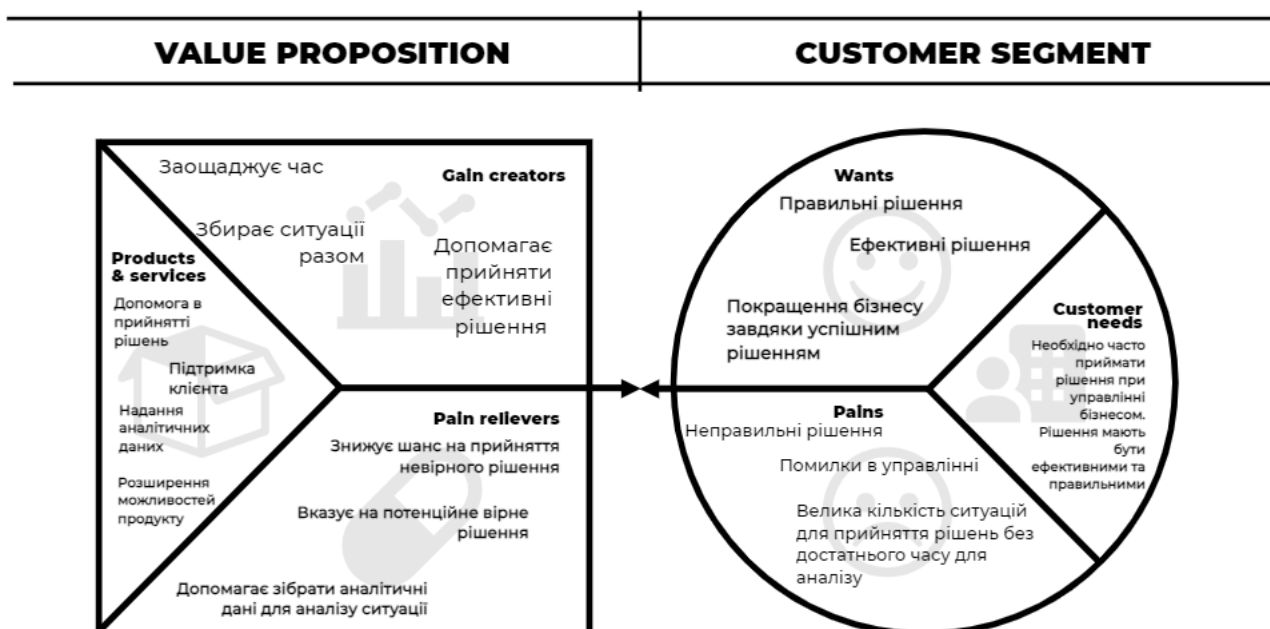 VALUE PROPOSITION
CUSTOMER SEGMENT
Заощаджує час
Gain creators
Збирає ситуації
разом
Допомагає
прийняти
ефективні
рішення
Products
& services
Допомога в
прийнятті
рішень
Підтримка
клієнта
Надання
аналітичних
даних
Розширення
можливостей
продукту
Pain relievers
Знижує шанс на прийняття
невірного рішення
Вказує на потенційне вірне
рішення
Допомагає зібрати аналітичні
дані для аналізу ситуації
Wants
Правильні рішення
Ефективні рішення
Покращення бізнесу
завдяки успішним
рішенням
Customer
needs
Необхідно часто
приймати
рішення при
управлінні
бізнесом.
Рішення мають
бути
ефективними та
правильними
Pains
Неправильні рішення
Помилки в управлінні
Велика кількість ситуацій
для прийняття рішень без
достатнього часу для
аналізу